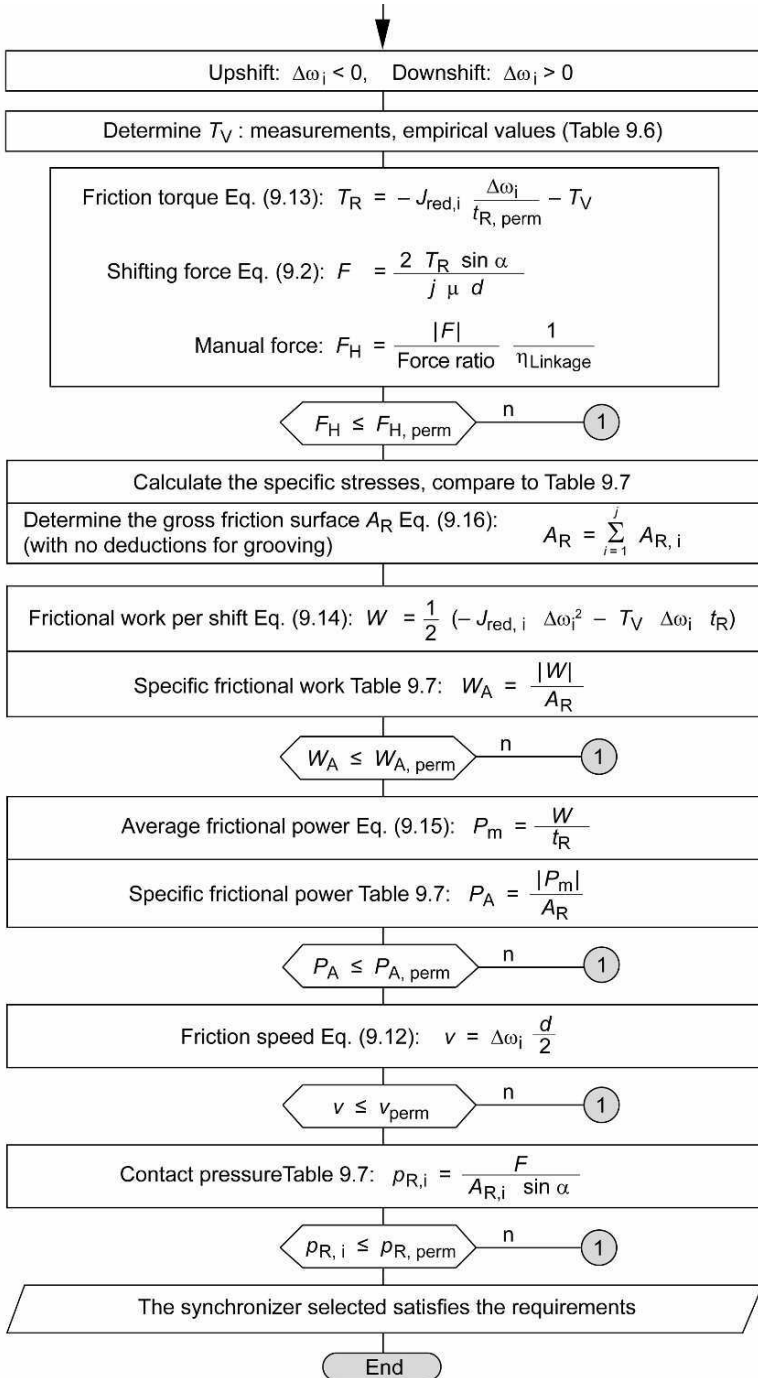 Upshift: Δωi < 0, Downshift: Δωi > 0
Determine TV : measurements, empirical values (Table 9.6)
Friction torque Eq. (9.13): TR = – Jred,i Δωi / tR, perm – TV
Shifting force Eq. (9.2): F = 2 TR sin α / j μ d
Manual force: FH = |F| / Force ratio 1 / ηLinkage
FH ≤ FH, perm n 1
Calculate the specific stresses, compare to Table 9.7
Determine the gross friction surface AR Eq. (9.16):
(with no deductions for grooving) AR = j Σ i = 1 AR, i
Frictional work per shift Eq. (9.14): W = 1/2 (– Jred, i Δωi² – TV Δωi tR)
Specific frictional work Table 9.7: WA = |W| / AR
WA ≤ WA, perm n 1
Average frictional power Eq. (9.15): Pm = W / tR
Specific frictional power Table 9.7: PA = |Pm| / AR
PA ≤ PA, perm n 1
Friction speed Eq. (9.12): v = Δωi d / 2
v ≤ vperm n 1
Contact pressureTable 9.7: pR,i = F / AR,i sin α
pR, i ≤ pR, perm n 1
The synchronizer selected satisfies the requirements
End